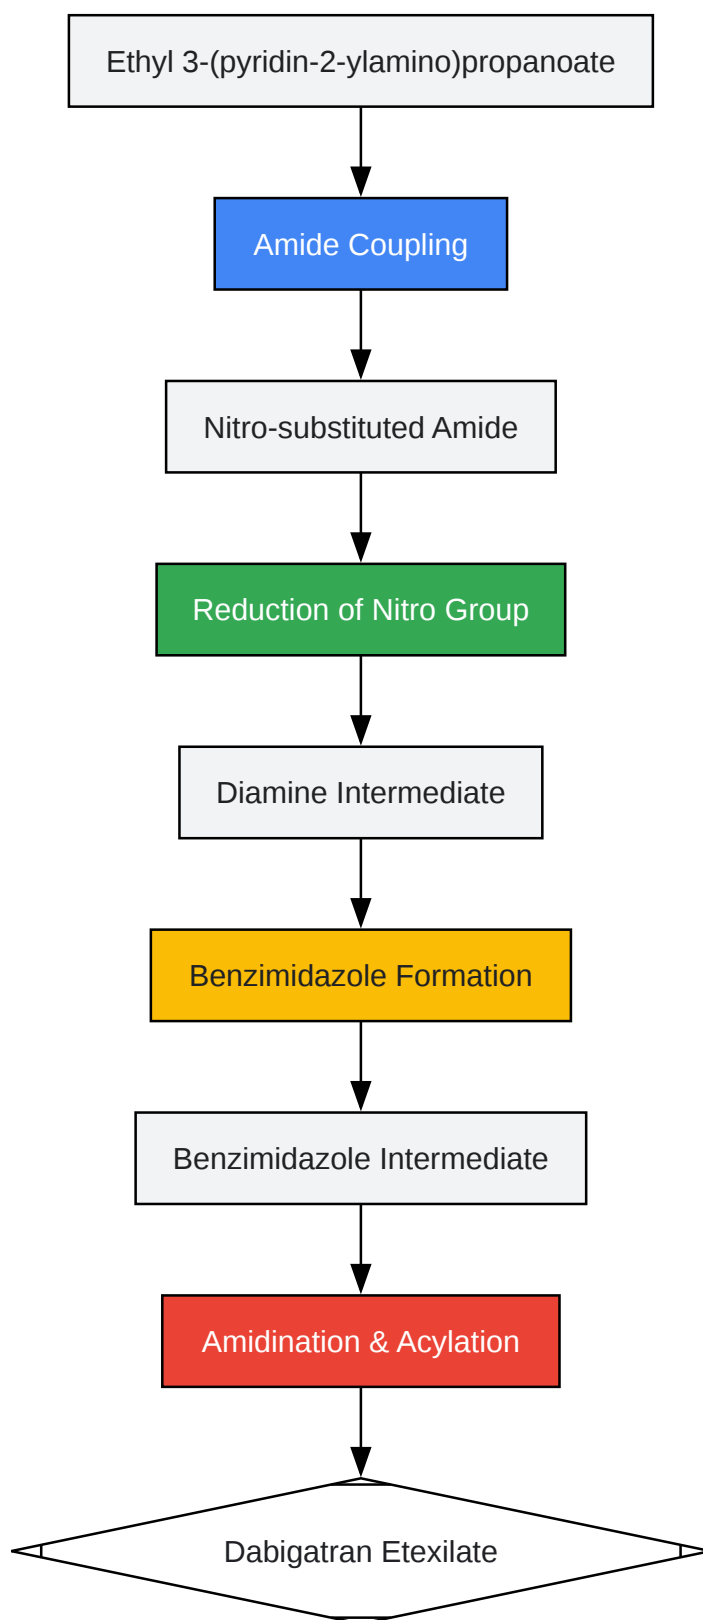 Ethyl 3-(pyridin-2-ylamino)propanoate
Amide Coupling
Nitro-substituted Amide
Reduction of Nitro Group
Diamine Intermediate
Benzimidazole Formation
Benzimidazole Intermediate
Amidination & Acylation
Dabigatran Etexilate